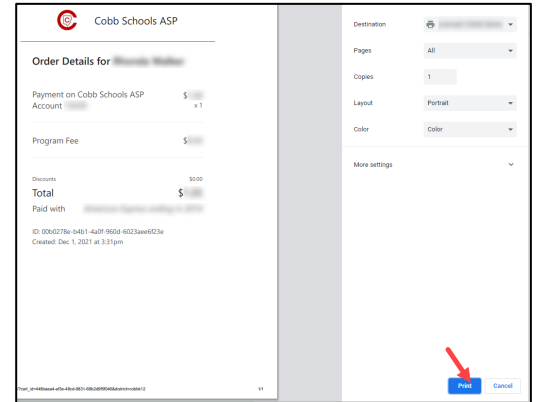 Cobb Schools ASP
Order Details for
Payment on Cobb Schools ASP $
Account x 1
Program Fee $
Discounts $0.00
Total $
Paid with
ID: 00b0278e-b4b1-4a0f-960d-6023aee6f23e
Created: Dec 1, 2021 at 3:31pm
1/1
Destination
Pages All
Copies 1
Layout Portrait
Color Color
More settings
Print Cancel